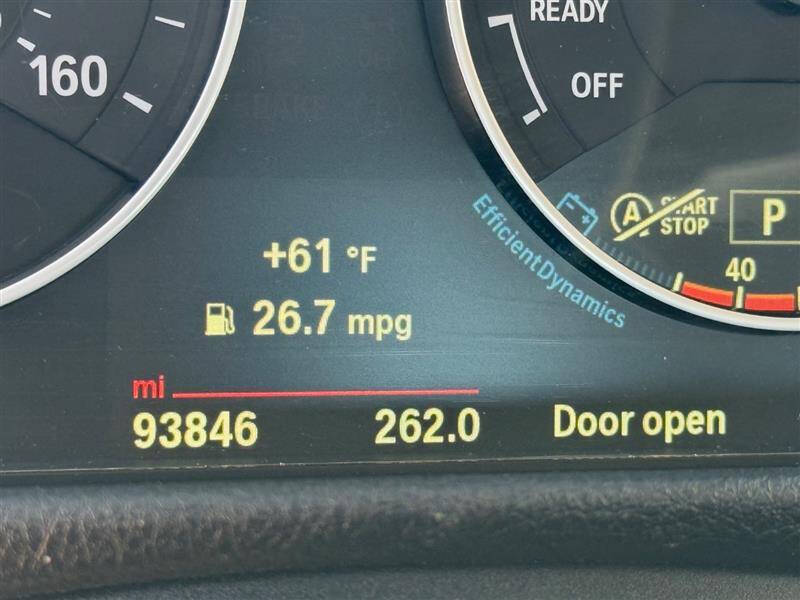 160
READY
OFF
A START
STOP
P
40
EfficientDynamics
+61 °F
26.7 mpg
mi
93846 262.0 Door open